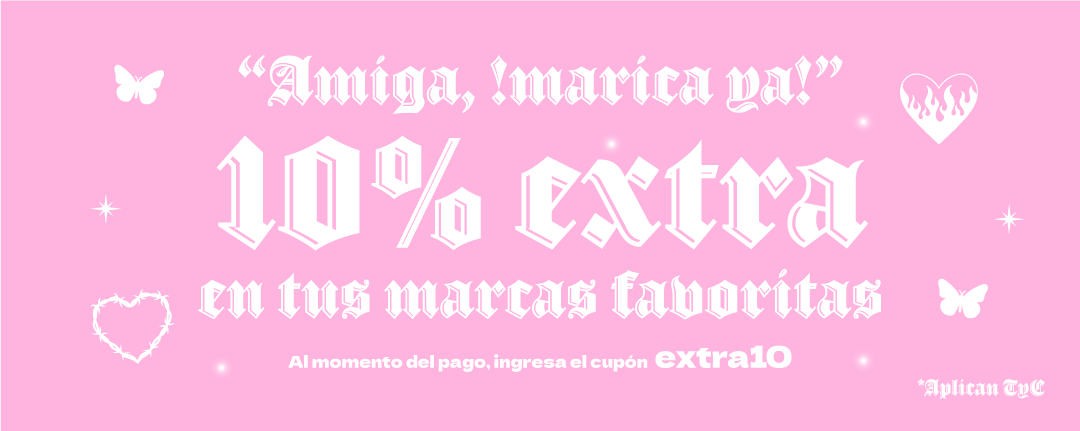 “Amiga, !marica ya!”
10% extra
en tus marcas favoritas
Al momento del pago, ingresa el cupón extra10
*Aplican TyC